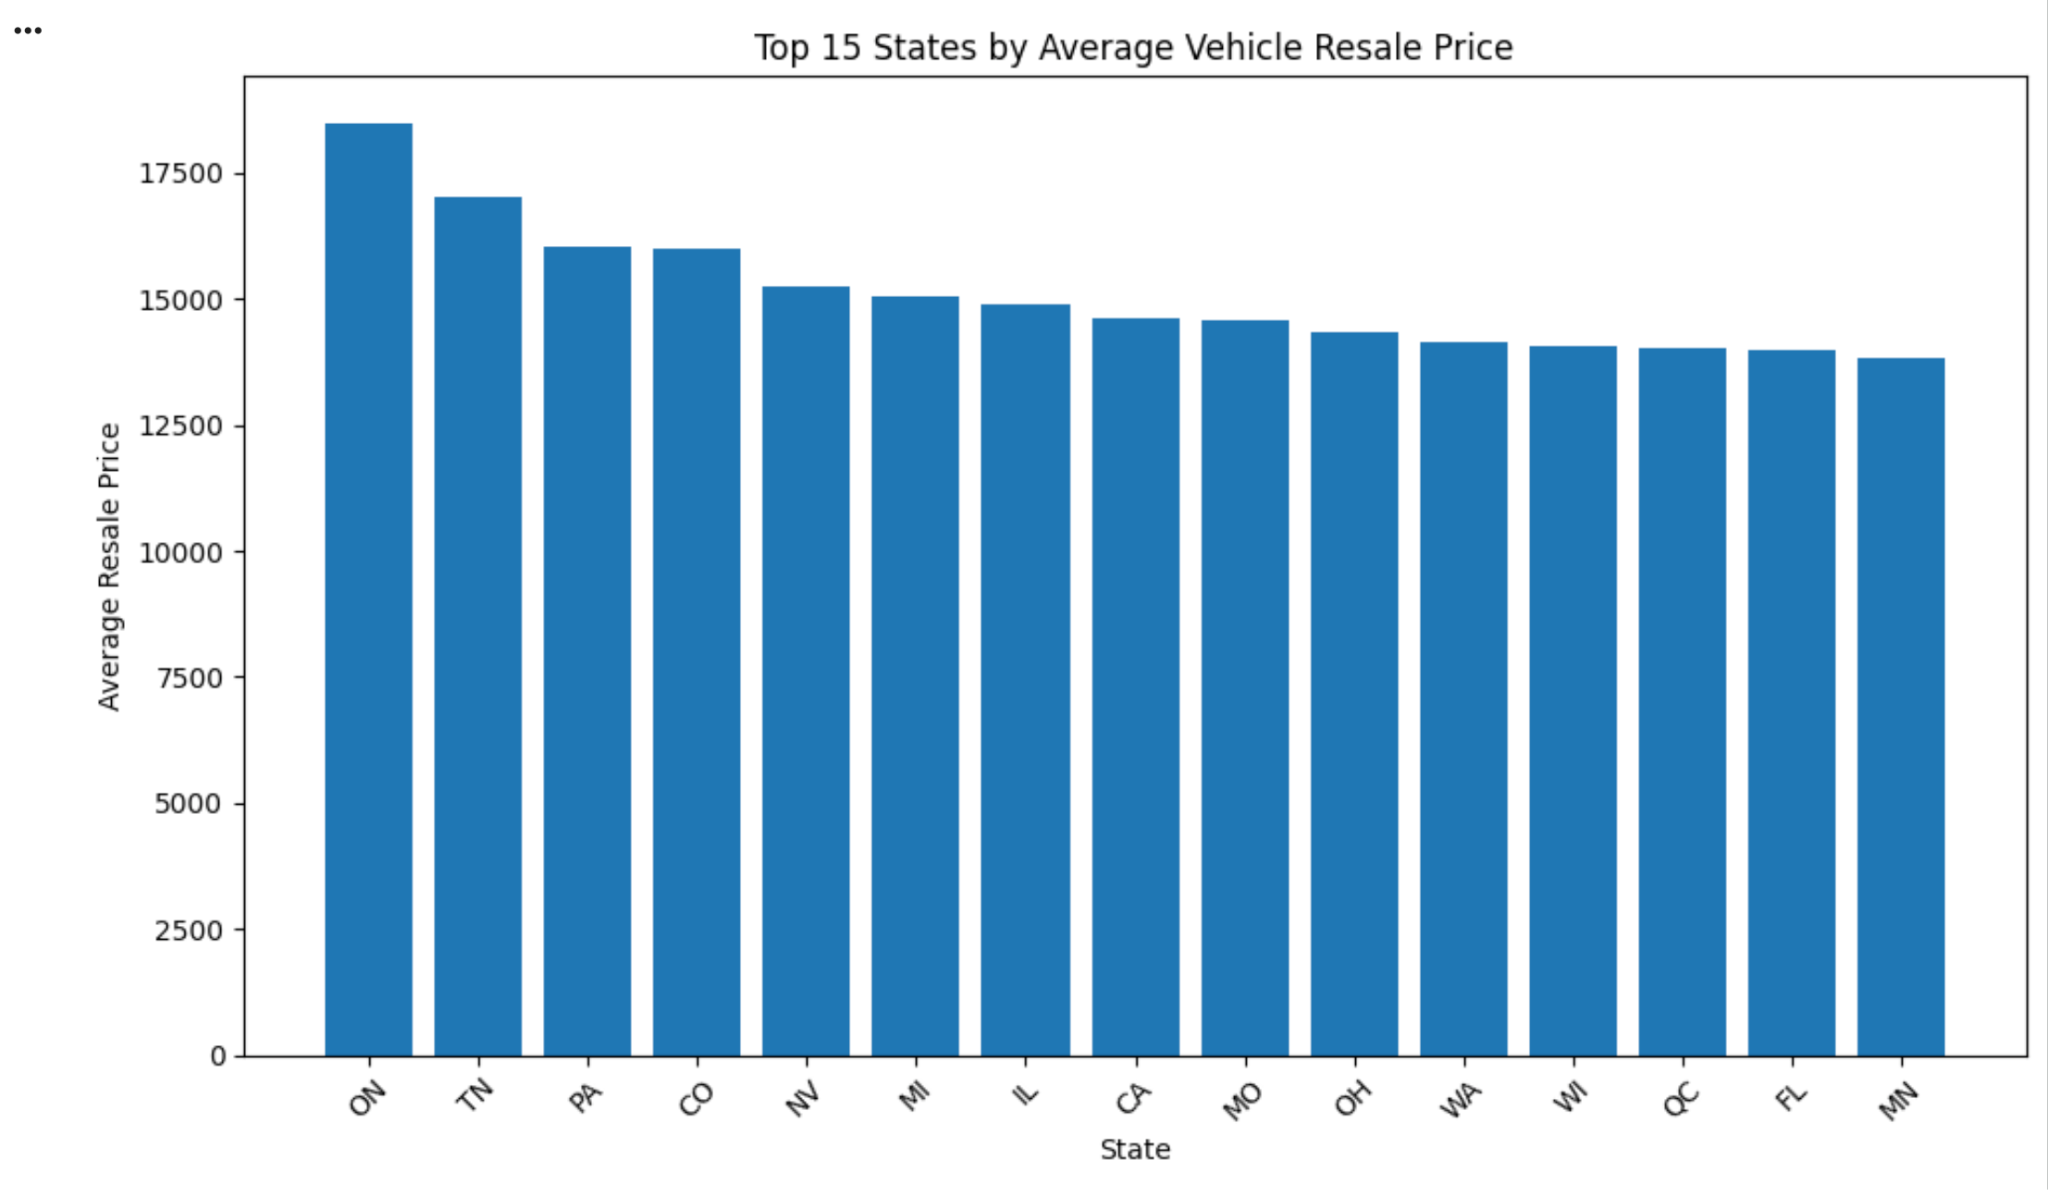 ...
Top 15 States by Average Vehicle Resale Price
17500
15000
12500
10000
7500
5000
2500
0
Average Resale Price
ON TN PA CO NV MI IL CA MO OH WA WI QC FL MN
State